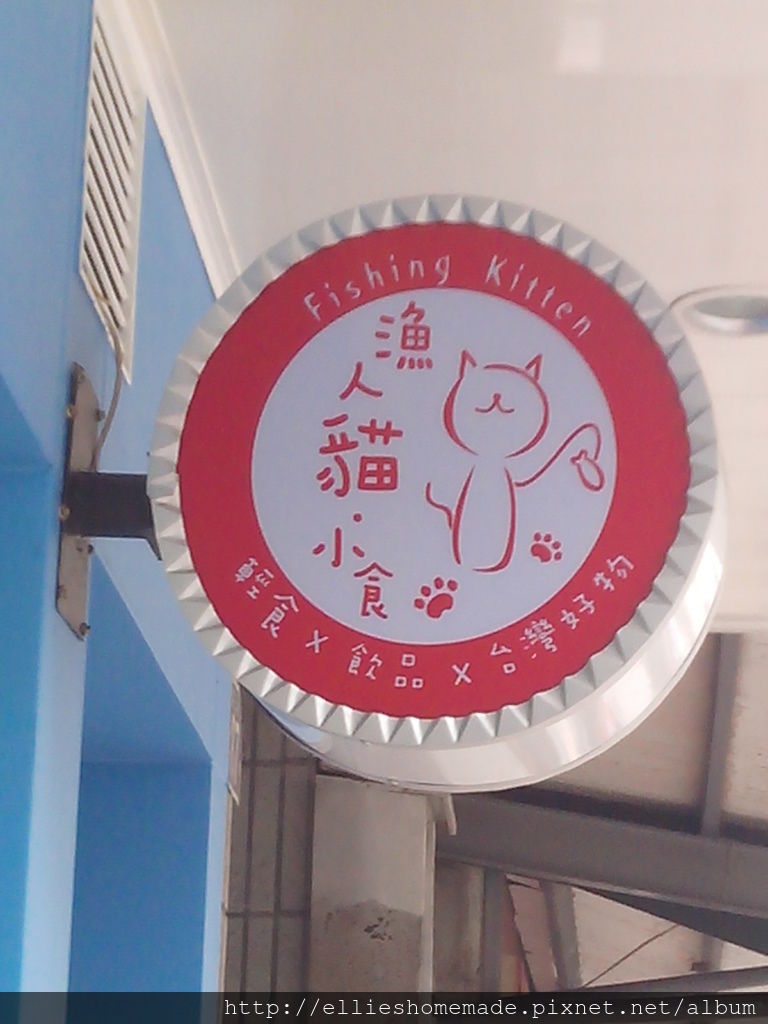 Fishing Kitten
漁人貓·小食
輕食×飲品×台灣好物
http://ellieshomemade.pixnet.net/album